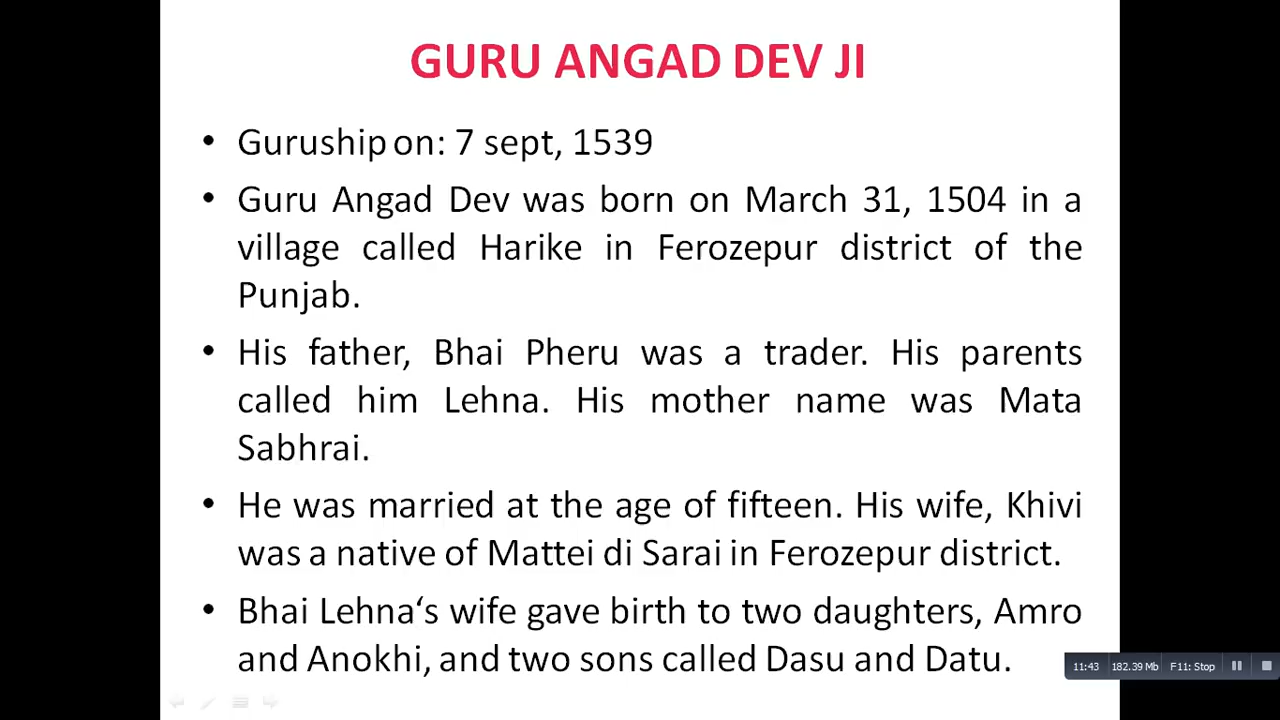 GURU ANGAD DEV JI
• Guruship on: 7 sept, 1539
• Guru Angad Dev was born on March 31, 1504 in a
village called Harike in Ferozepur district of the
Punjab.
• His father, Bhai Pheru was a trader. His parents
called him Lehna. His mother name was Mata
Sabhrai.
• He was married at the age of fifteen. His wife, Khivi
was a native of Mattei di Sarai in Ferozepur district.
• Bhai Lehna‘s wife gave birth to two daughters, Amro
and Anokhi, and two sons called Dasu and Datu.
11:43 182.39 Mb F11: Stop